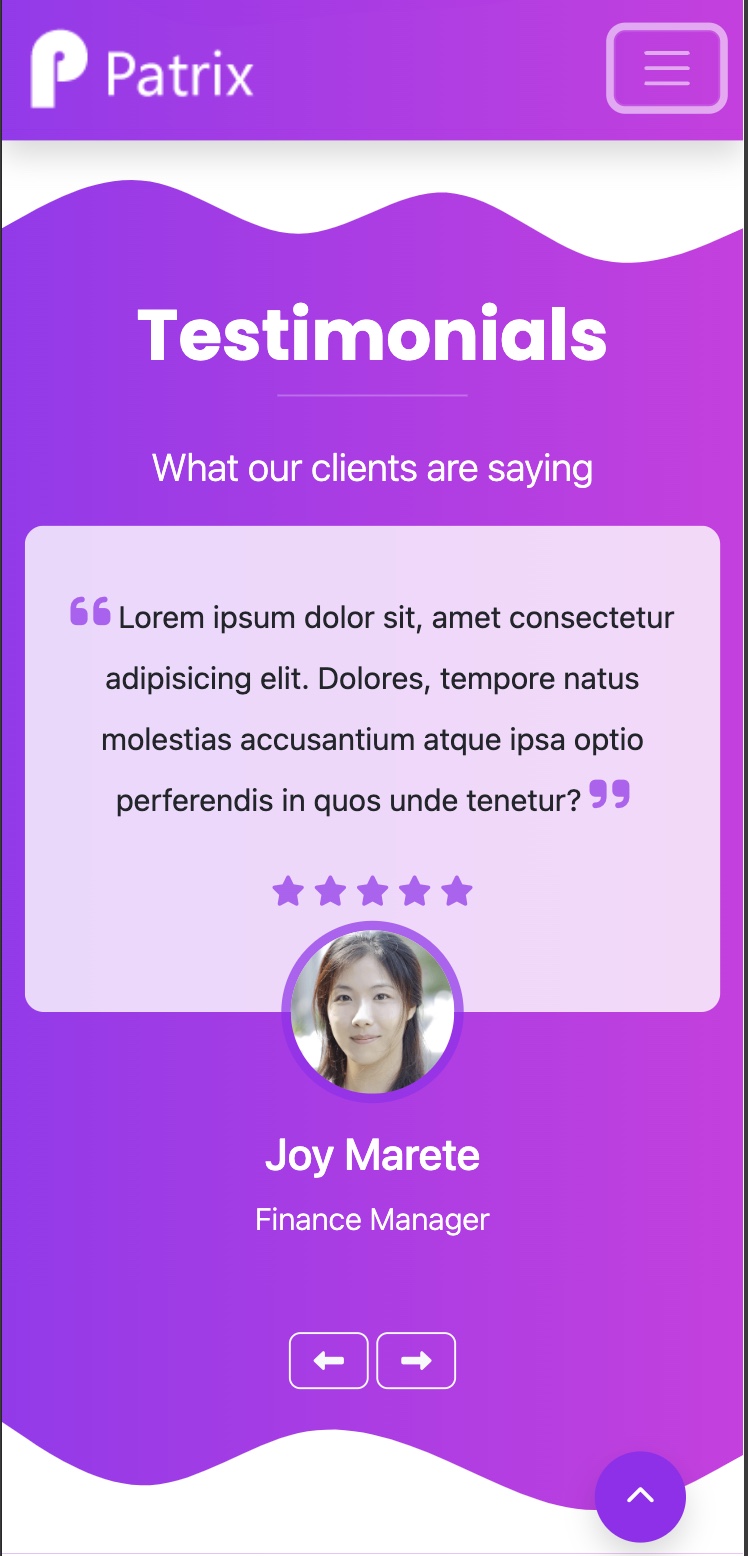 Patrix
Testimonials
What our clients are saying
❝ Lorem ipsum dolor sit, amet consectetur
adipisicing elit. Dolores, tempore natus
molestias accusantium atque ipsa optio
perferendis in quos unde tenetur? ❞
Joy Marete
Finance Manager